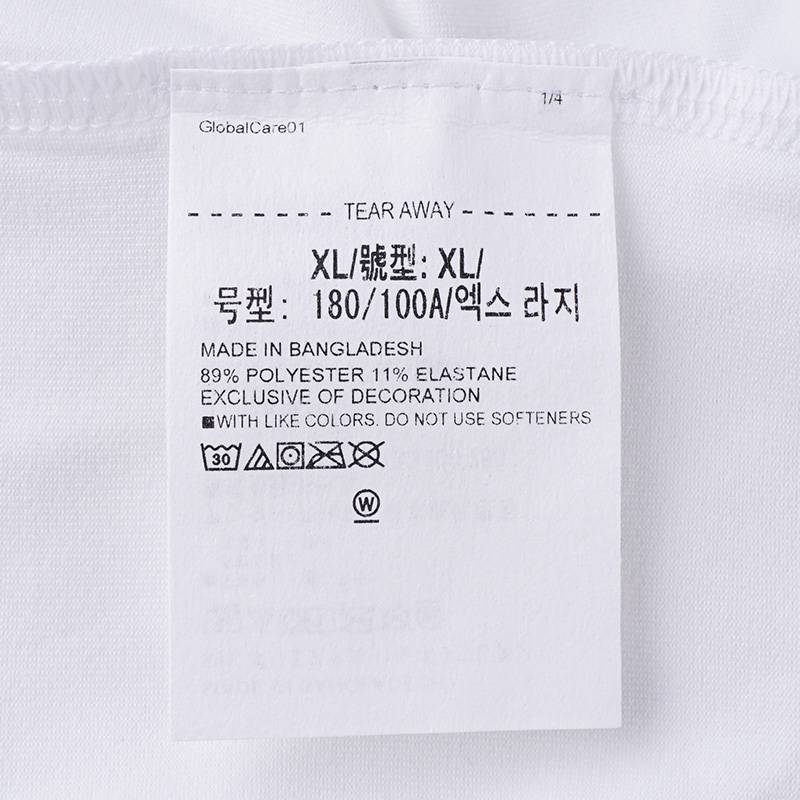 1/4
GlobalCare01
TEAR AWAY
XL/號型: XL/
号型: 180/100A/엑스 라지
MADE IN BANGLADESH
89% POLYESTER 11% ELASTANE
EXCLUSIVE OF DECORATION
■WITH LIKE COLORS. DO NOT USE SOFTENERS
30
W